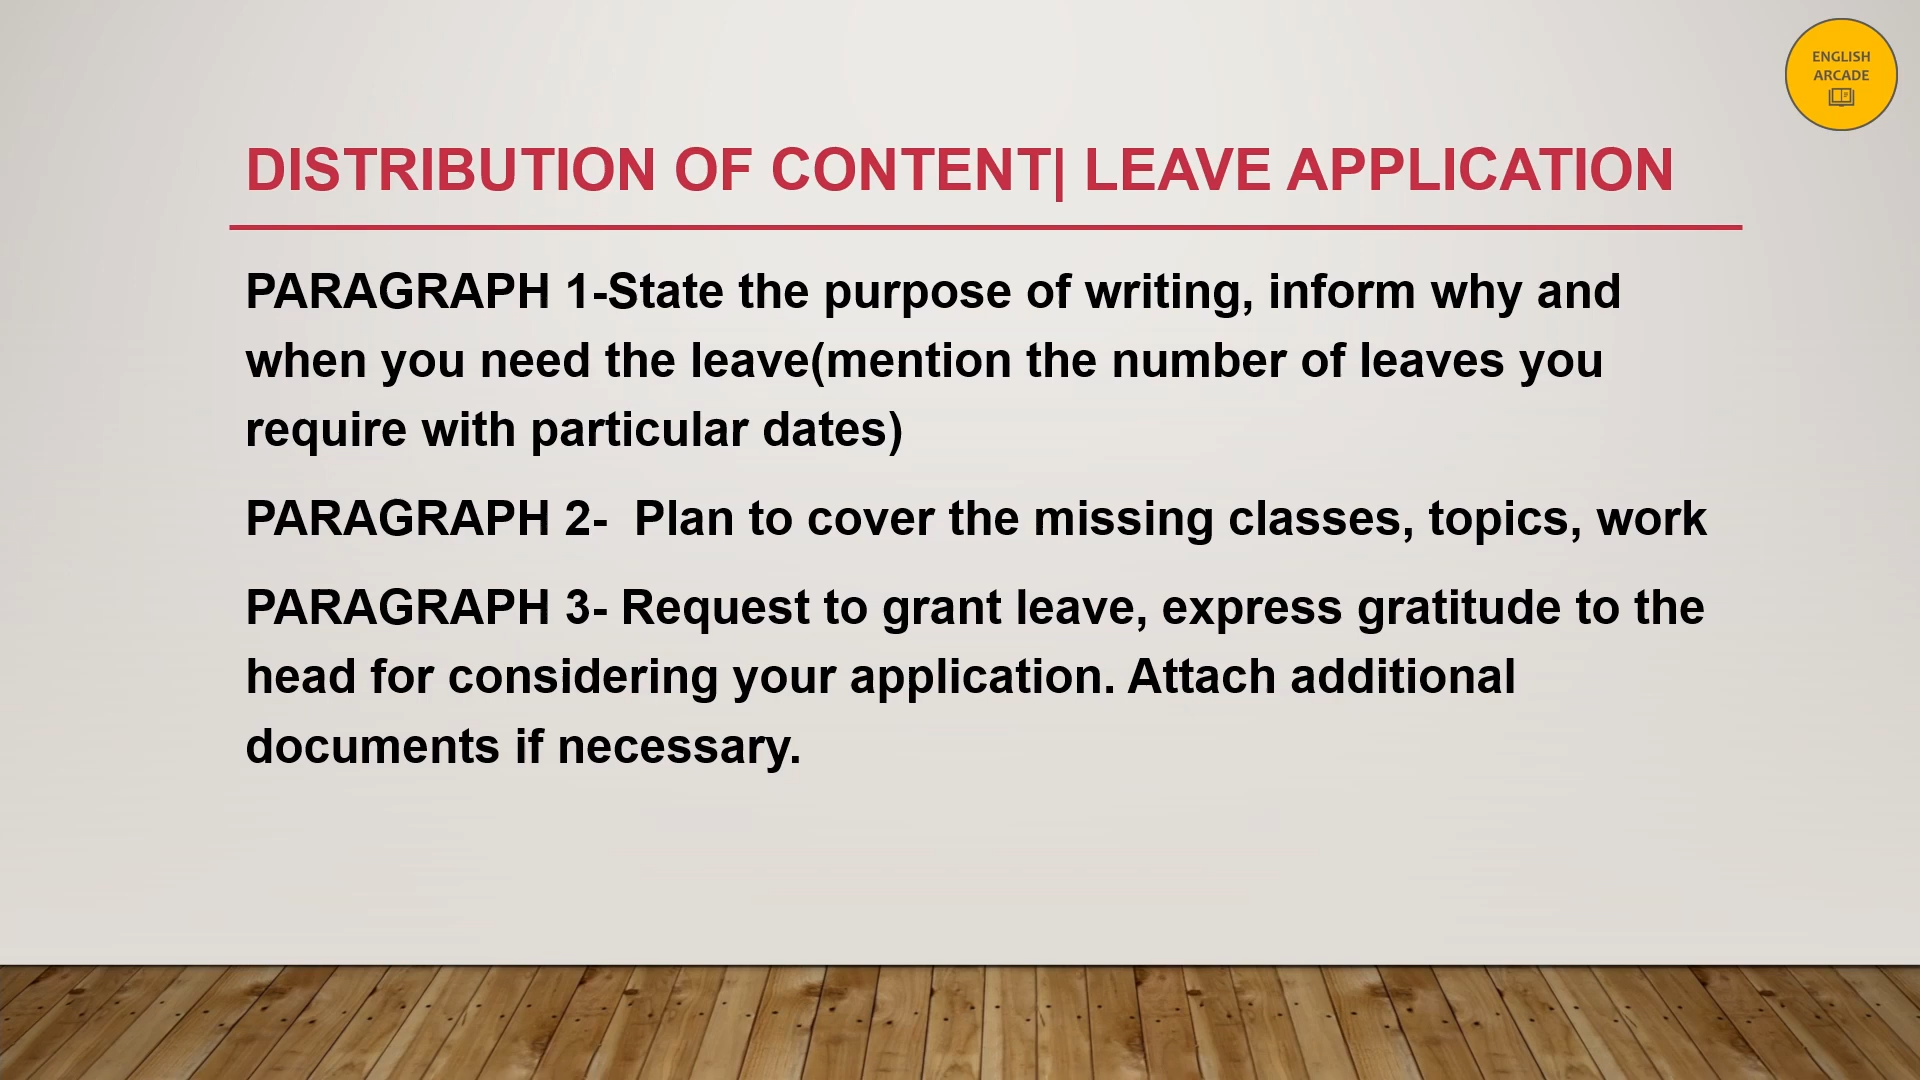 ENGLISH
ARCADE
DISTRIBUTION OF CONTENT| LEAVE APPLICATION
PARAGRAPH 1-State the purpose of writing, inform why and
when you need the leave(mention the number of leaves you
require with particular dates)
PARAGRAPH 2-  Plan to cover the missing classes, topics, work
PARAGRAPH 3- Request to grant leave, express gratitude to the
head for considering your application. Attach additional
documents if necessary.